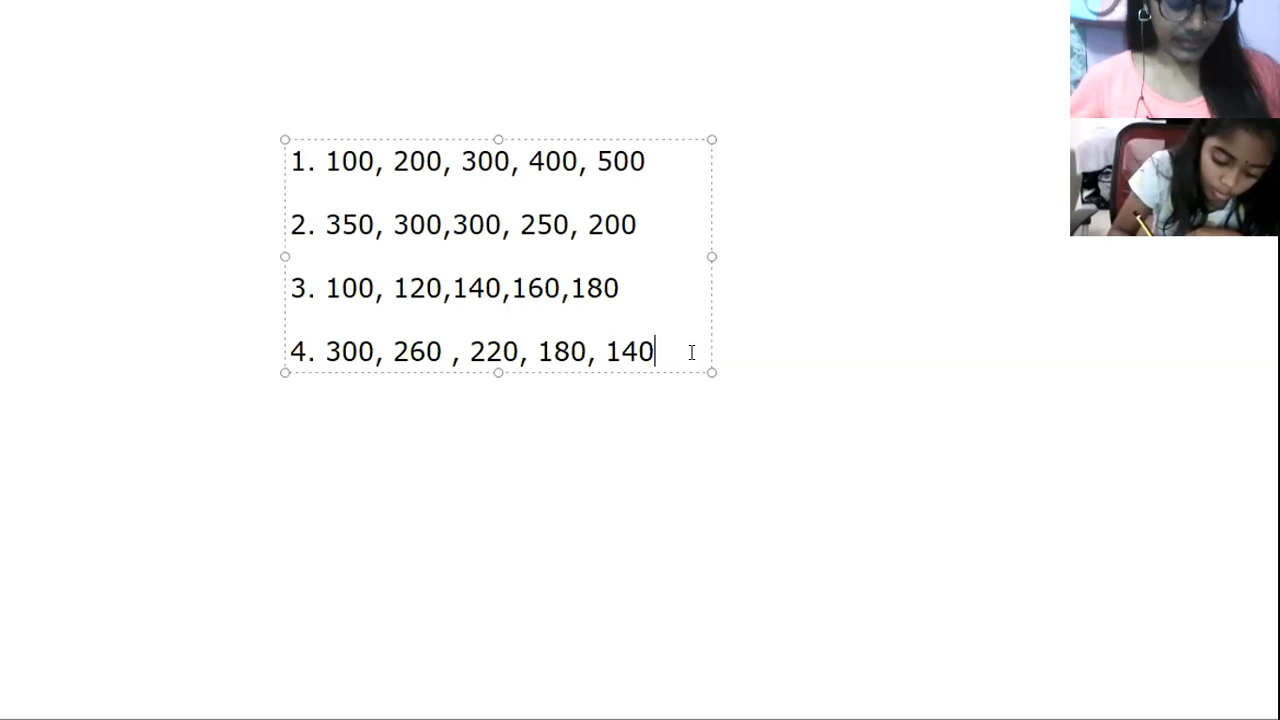 1. 100, 200, 300, 400, 500
2. 350, 300,300, 250, 200
3. 100, 120,140,160,180
4. 300, 260 , 220, 180, 140